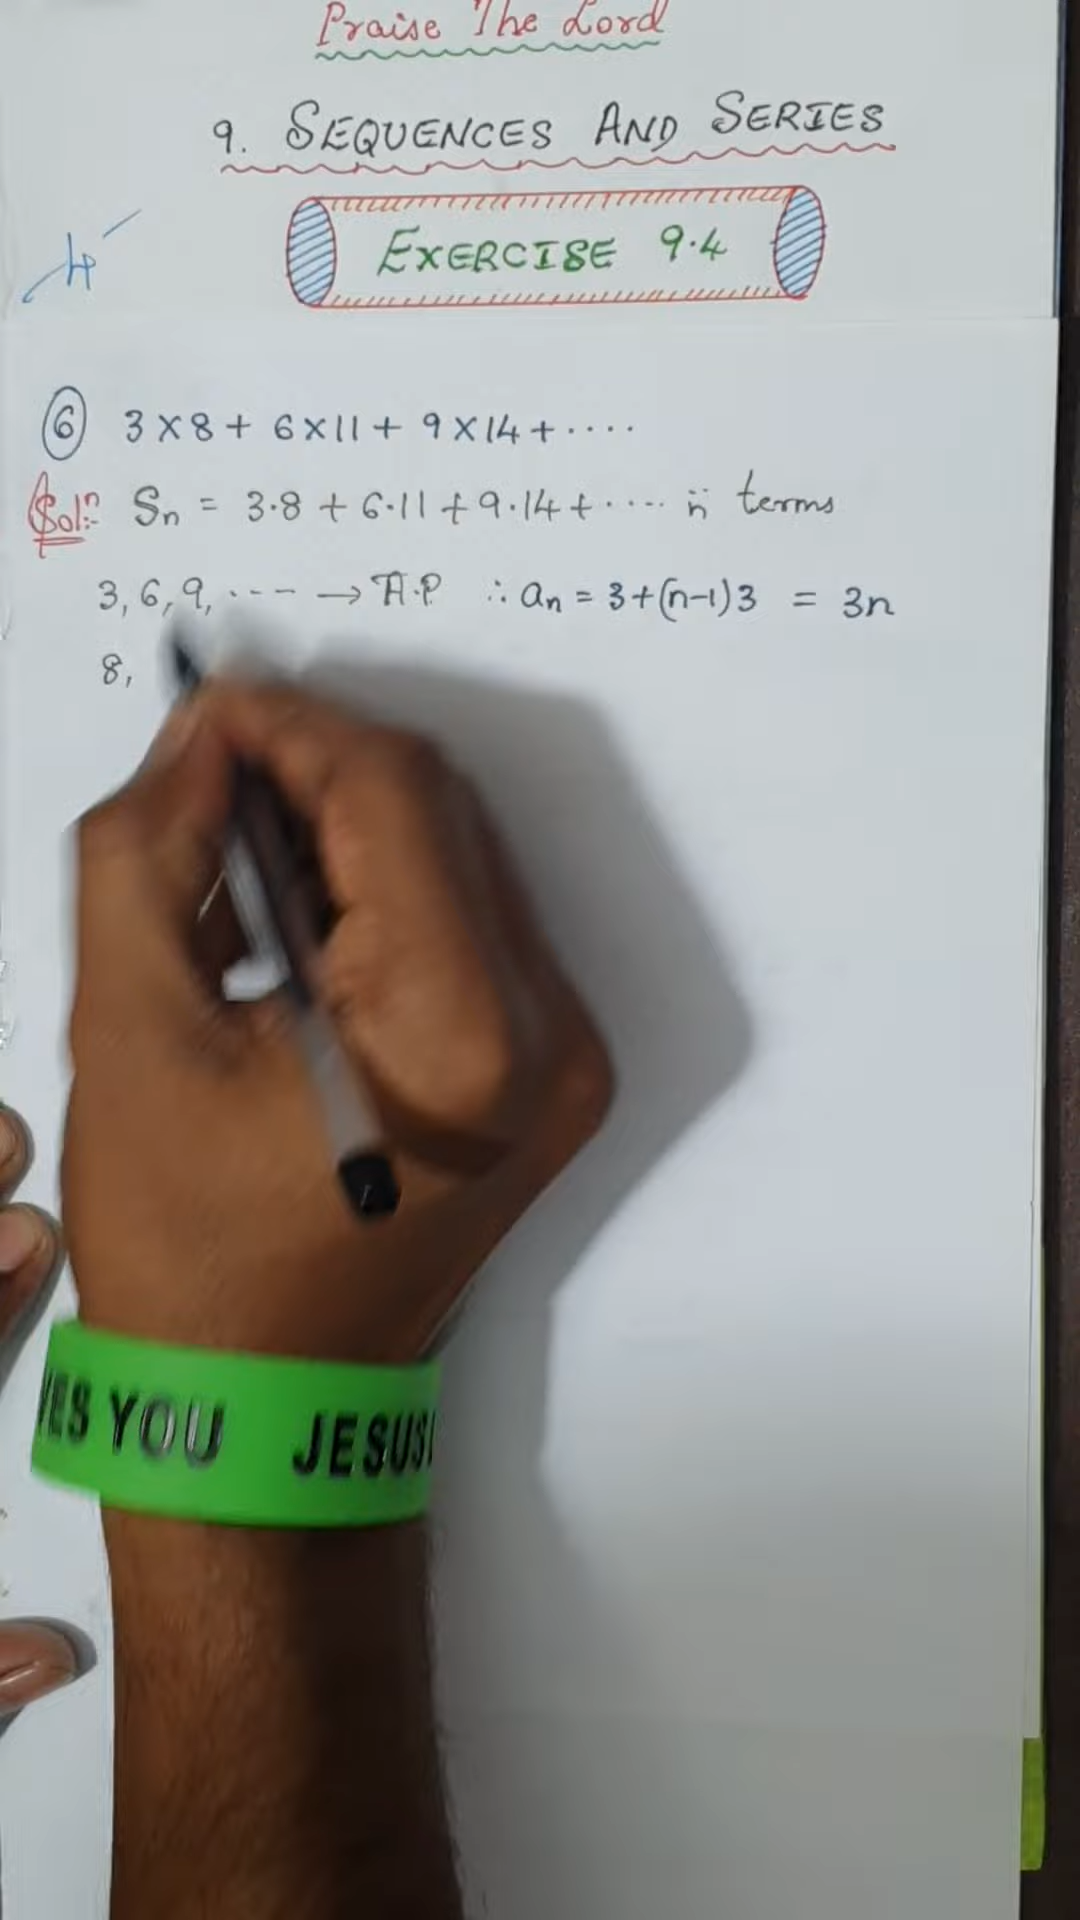 Praise The Lord
9. SEQUENCES AND SERIES
EXERCISE 9.4
6 3×8+ 6×11+ 9×14+····
Solⁿ:- Sn = 3·8 + 6·11 + 9·14 + ···· n terms
3, 6, 9, ---- → A.P ∴ an = 3+(n-1)3 = 3n
8,
YOU JESUS